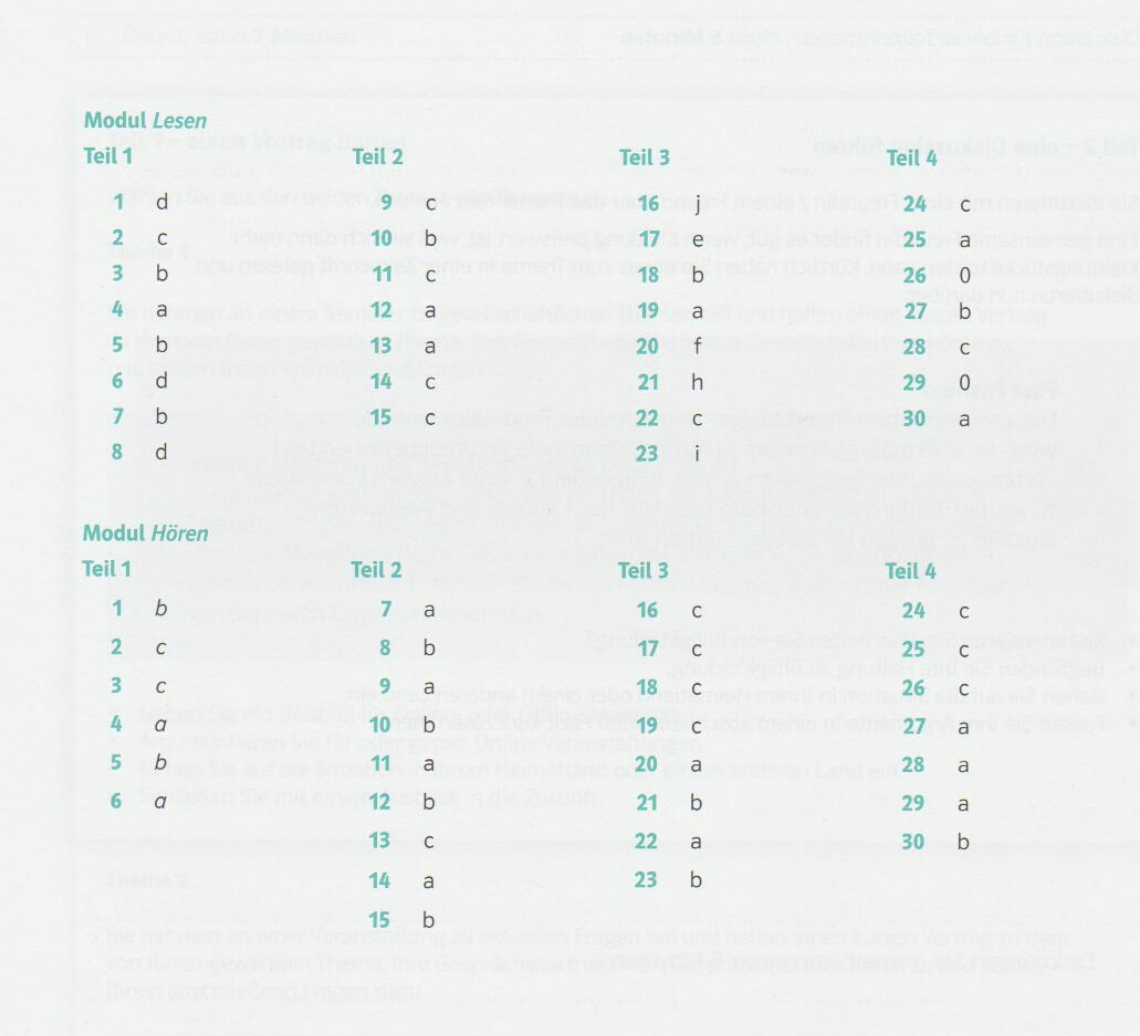 Modul Lesen
Teil 1 Teil 2 Teil 3 Teil 4
1 d 9 c 16 j 24 c
2 c 10 b 17 e 25 a
3 b 11 c 18 b 26 0
4 a 12 a 19 a 27 b
5 b 13 a 20 f 28 c
6 d 14 c 21 h 29 0
7 b 15 c 22 c 30 a
8 d 23 i
Modul Hören
Teil 1 Teil 2 Teil 3 Teil 4
1 b 7 a 16 c 24 c
2 c 8 b 17 c 25 c
3 c 9 a 18 c 26 c
4 a 10 b 19 c 27 a
5 b 11 a 20 a 28 a
6 a 12 b 21 b 29 a
13 c 22 a 30 b
14 a 23 b
15 b